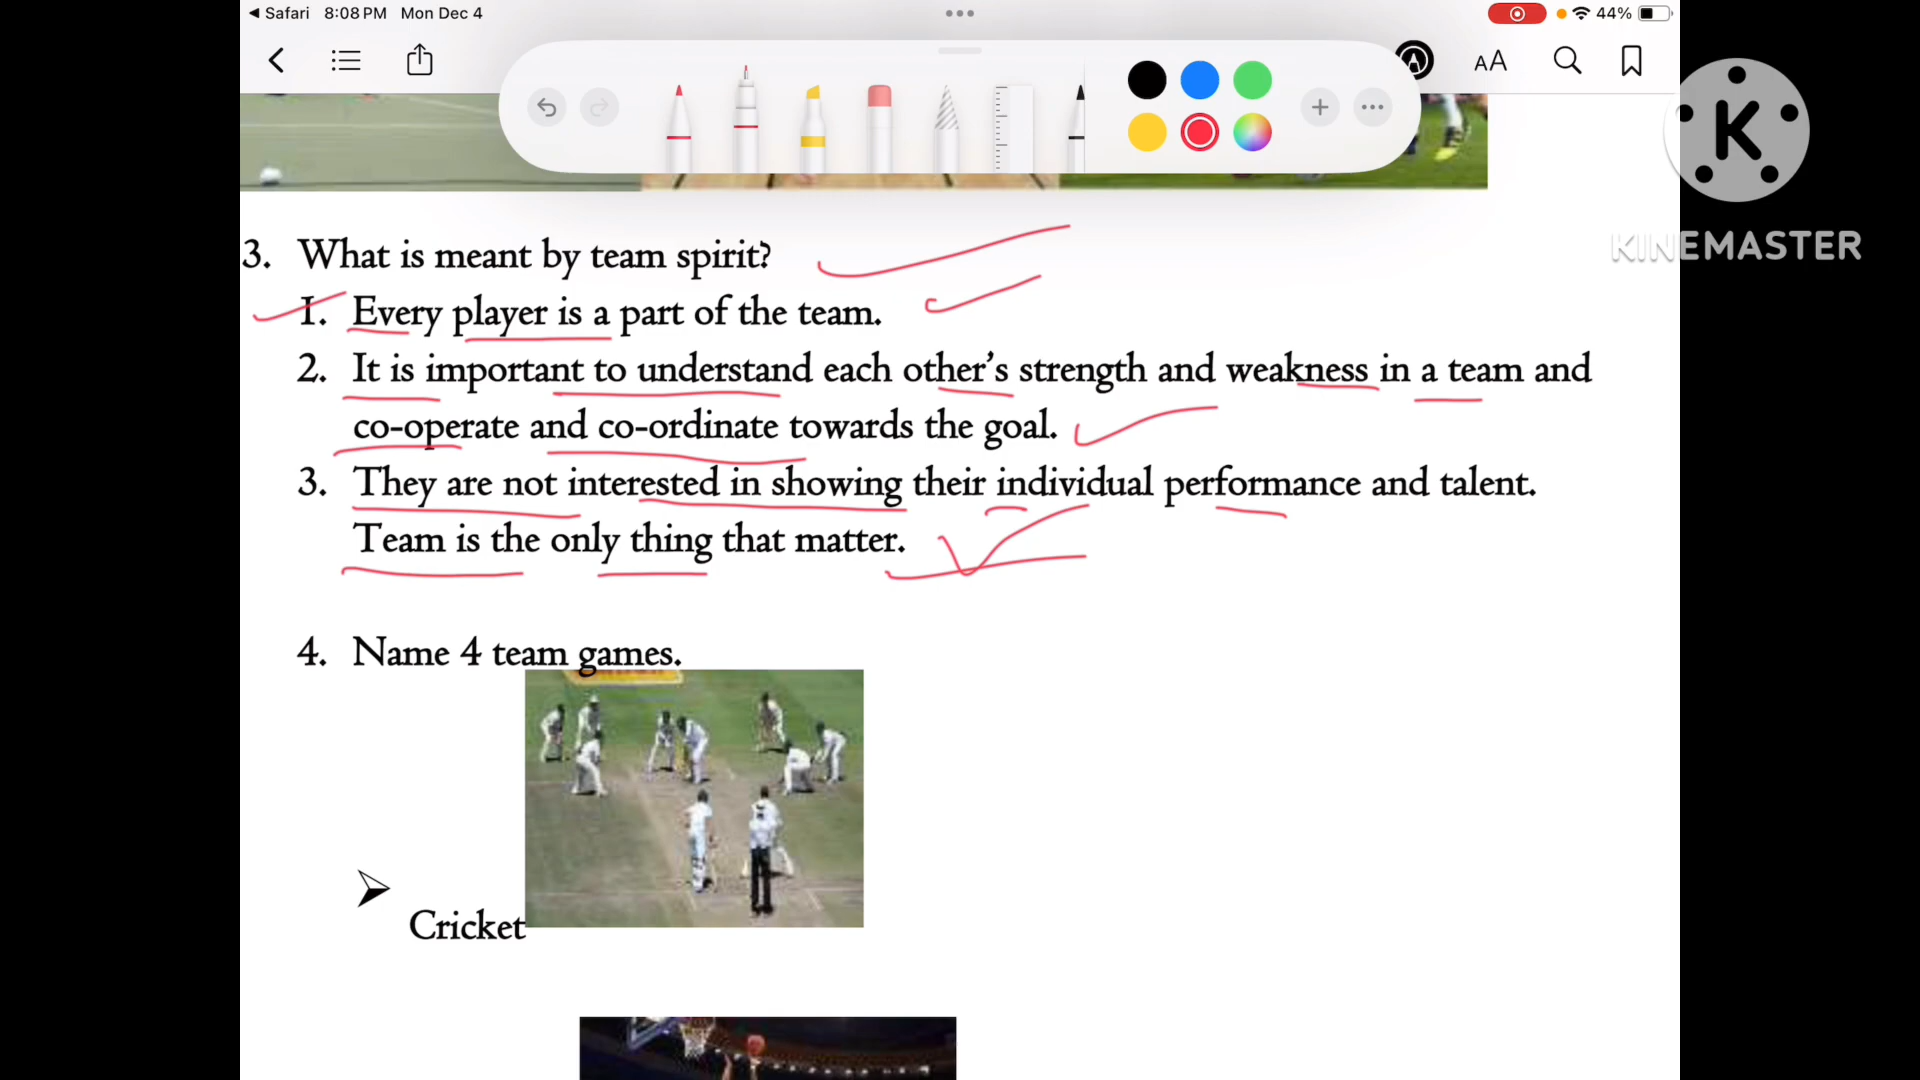 Safari 8:08 PM Mon Dec 4
44%
AA
K
KINEMASTER
3. What is meant by team spirit?
1. Every player is a part of the team.
2. It is important to understand each other's strength and weakness in a team and
co-operate and co-ordinate towards the goal.
3. They are not interested in showing their individual performance and talent.
Team is the only thing that matter.
4. Name 4 team games.
Cricket